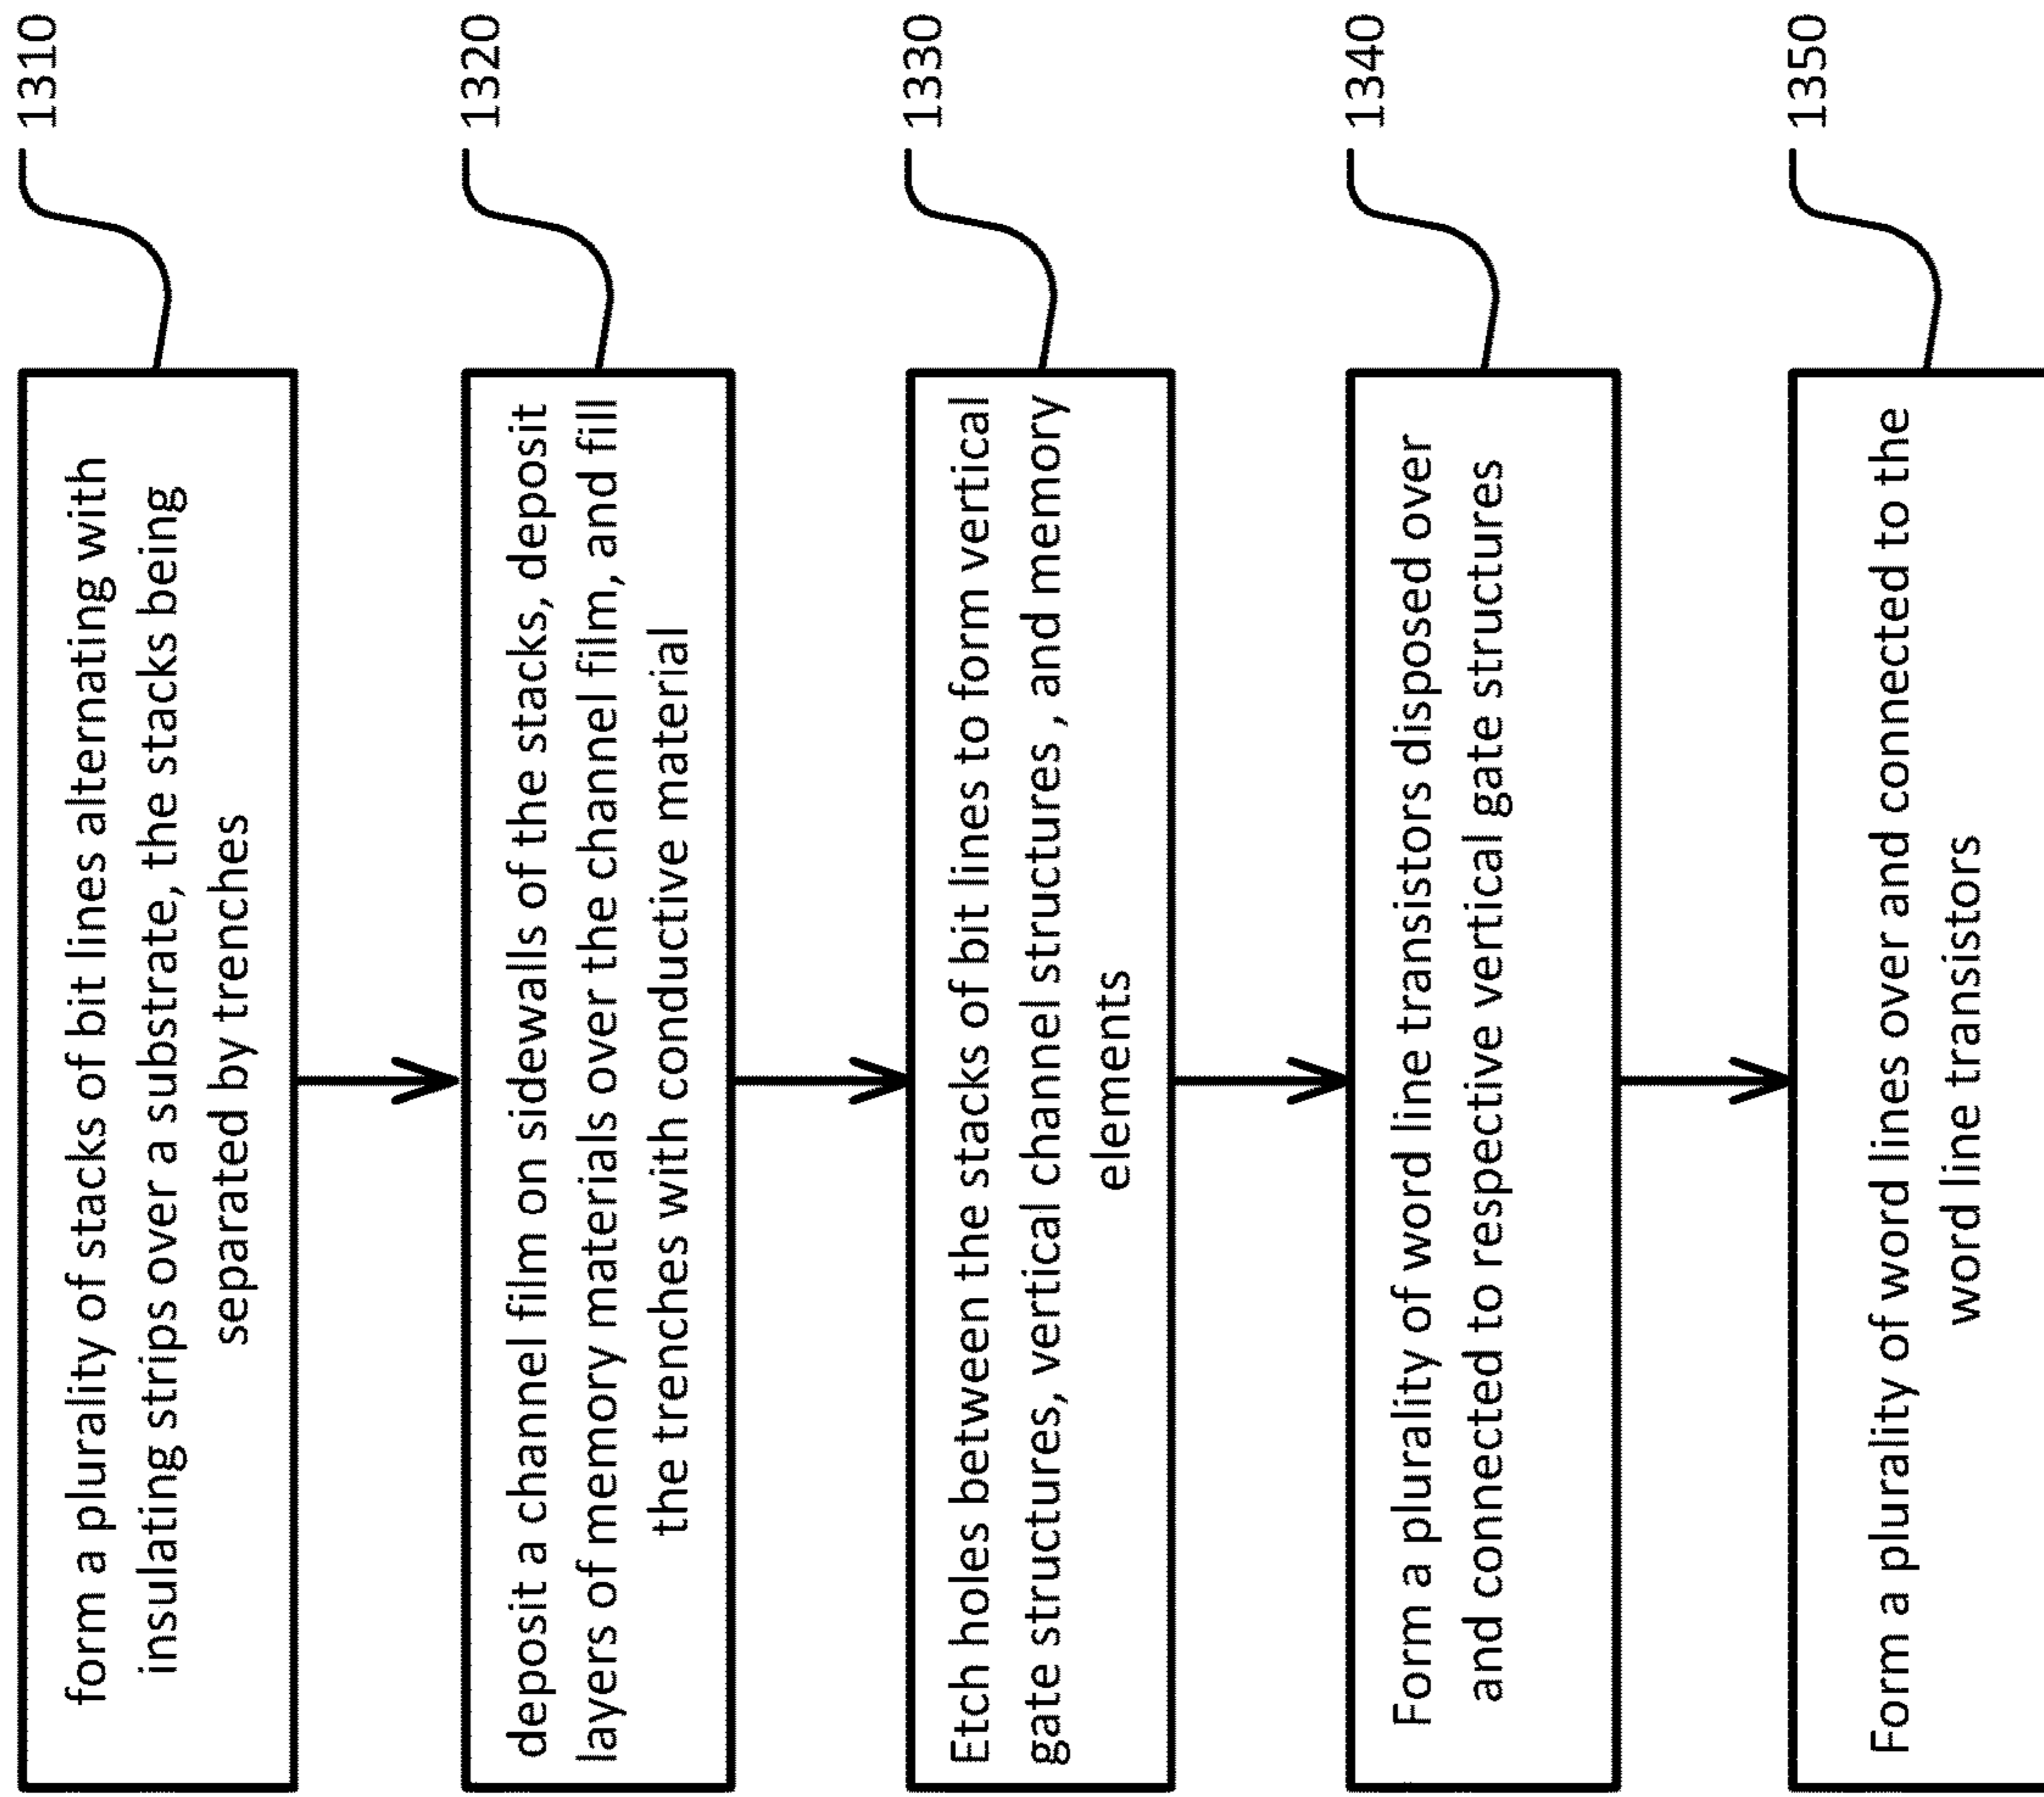 form a plurality of stacks of bit lines alternating with
insulating strips over a substrate, the stacks being
separated by trenches
1310
deposit a channel film on sidewalls of the stacks, deposit
layers of memory materials over the channel film, and fill
the trenches with conductive material
1320
Etch holes between the stacks of bit lines to form vertical
gate structures, vertical channel structures , and memory
elements
1330
Form a plurality of word line transistors disposed over
and connected to respective vertical gate structures
1340
Form a plurality of word lines over and connected to the
word line transistors
1350